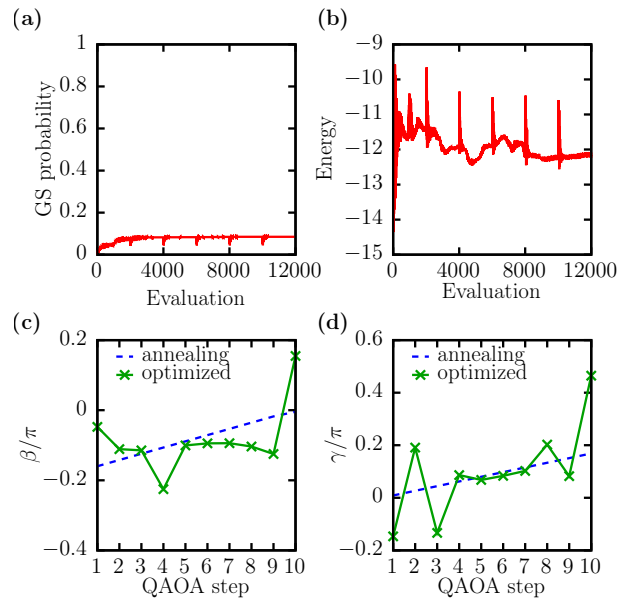 (a)
1
0.8
0.6
0.4
0.2
0
GS probability
0 4000 8000 12000
Evaluation
(b)
−9
−10
−11
−12
−13
−14
−15
Energy
0 4000 8000 12000
Evaluation
(c)
0.2
0
−0.2
−0.4
β/π
annealing
optimized
1 2 3 4 5 6 7 8 9 10
QAOA step
(d)
0.6
0.4
0.2
0
−0.2
γ/π
annealing
optimized
1 2 3 4 5 6 7 8 9 10
QAOA step